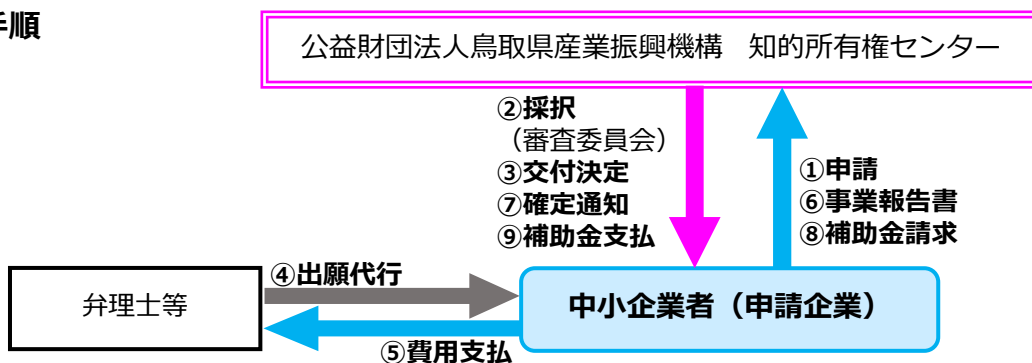 手順
公益財団法人鳥取県産業振興機構　知的所有権センター
②採択
（審査委員会）
③交付決定
⑦確定通知
⑨補助金支払
①申請
⑥事業報告書
⑧補助金請求
④出願代行
弁理士等
中小企業者（申請企業）
⑤費用支払